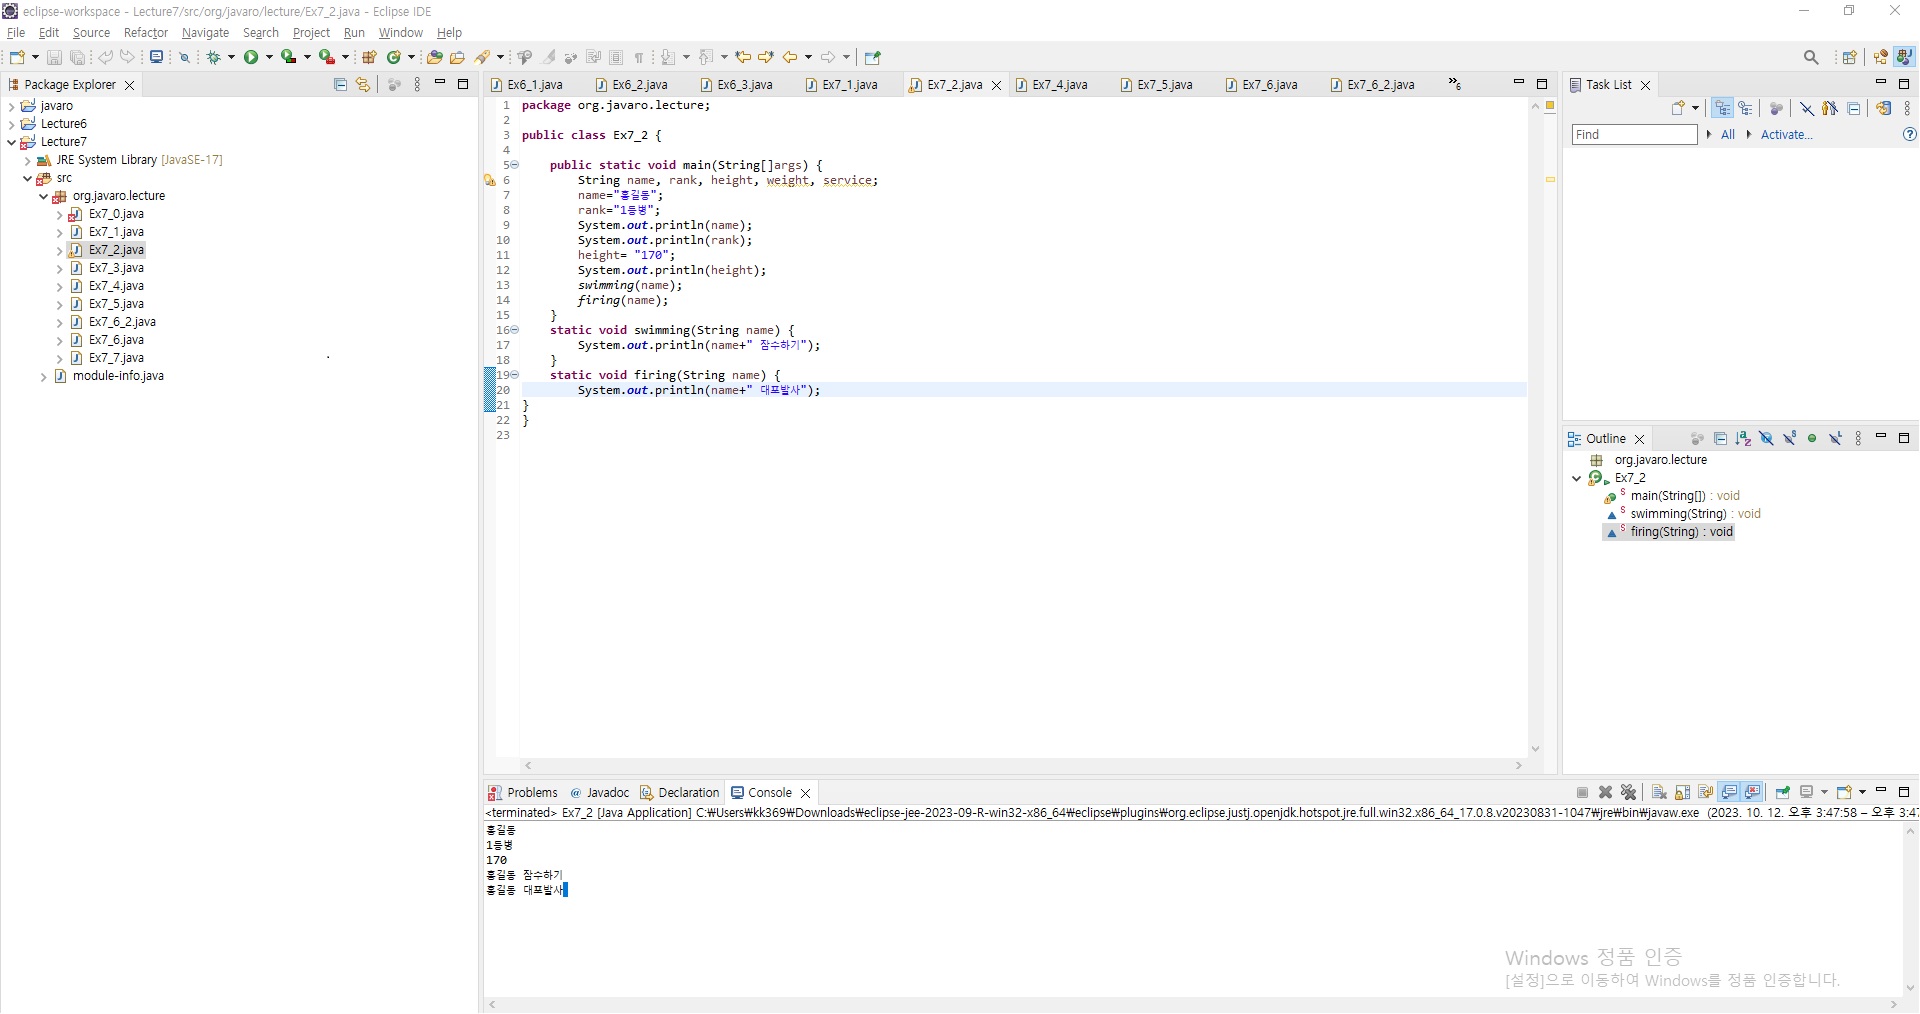 eclipse-workspace - Lecture7/src/org/javaro/lecture/Ex7_2.java - Eclipse IDE
File Edit Source Refactor Navigate Search Project Run Window Help
Package Explorer
javaro
Lecture6
Lecture7
JRE System Library [JavaSE-17]
src
org.javaro.lecture
Ex7_0.java
Ex7_1.java
Ex7_2.java
Ex7_3.java
Ex7_4.java
Ex7_5.java
Ex7_6_2.java
Ex7_6.java
Ex7_7.java
module-info.java
Ex6_1.java Ex6_2.java Ex6_3.java Ex7_1.java Ex7_2.java Ex7_4.java Ex7_5.java Ex7_6.java Ex7_6_2.java »6
1 package org.javaro.lecture;
2
3 public class Ex7_2 {
4
5 public static void main(String[]args) {
6 String name, rank, height, weight, service;
7 name="홍길동";
8 rank="1등병";
9 System.out.println(name);
10 System.out.println(rank);
11 height= "170";
12 System.out.println(height);
13 swimming(name);
14 firing(name);
15 }
16 static void swimming(String name) {
17 System.out.println(name+" 잠수하기");
18 }
19 static void firing(String name) {
20 System.out.println(name+" 대포발사");
21 }
22 }
23
Task List
Find All Activate...
Outline
org.javaro.lecture
Ex7_2
main(String[]) : void
swimming(String) : void
firing(String) : void
Problems @ Javadoc Declaration Console
<terminated> Ex7_2 [Java Application] C:₩Users₩kk369₩Downloads₩eclipse-jee-2023-09-R-win32-x86_64₩eclipse₩plugins₩org.eclipse.justj.openjdk.hotspot.jre.full.win32.x86_64_17.0.8.v20230831-1047₩jre₩bin₩javaw.exe (2023. 10. 12. 오후 3:47:58 – 오후 3:47
홍길동
1등병
170
홍길동 잠수하기
홍길동 대포발사
Windows 정품 인증
[설정]으로 이동하여 Windows를 정품 인증합니다.